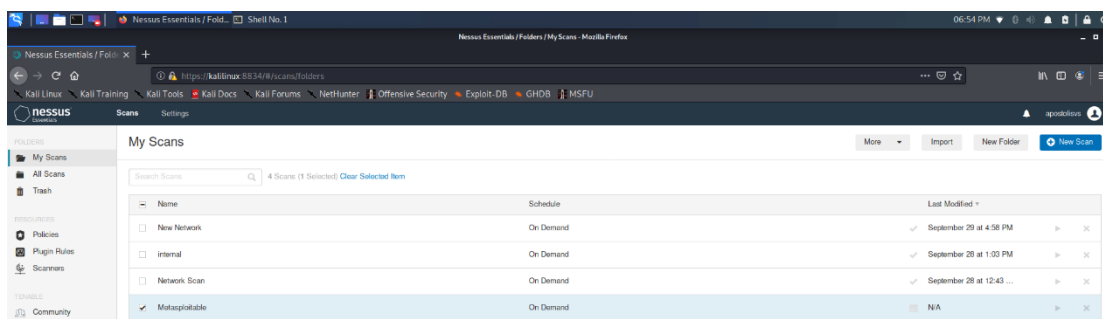 Nessus Essentials / Fold... Shell No. 1 06:54 PM
Nessus Essentials / Folders / My Scans - Mozilla Firefox
Nessus Essentials / Fold
https://kalilinux:8834/#/scans/folders
Kali Linux Kali Training Kali Tools Kali Docs Kali Forums NetHunter Offensive Security Exploit-DB GHDB MSFU
nessus Essentials Scans Settings apostolisvs
FOLDERS
My Scans
All Scans
Trash
RESOURCES
Policies
Plugin Rules
Scanners
TENABLE
Community
My Scans More Import New Folder New Scan
Search Scans 4 Scans (1 Selected) Clear Selected Item
Name Schedule Last Modified
New Network On Demand September 29 at 4:58 PM
internal On Demand September 28 at 1:03 PM
Network Scan On Demand September 28 at 12:43 ...
Metasploitable On Demand N/A